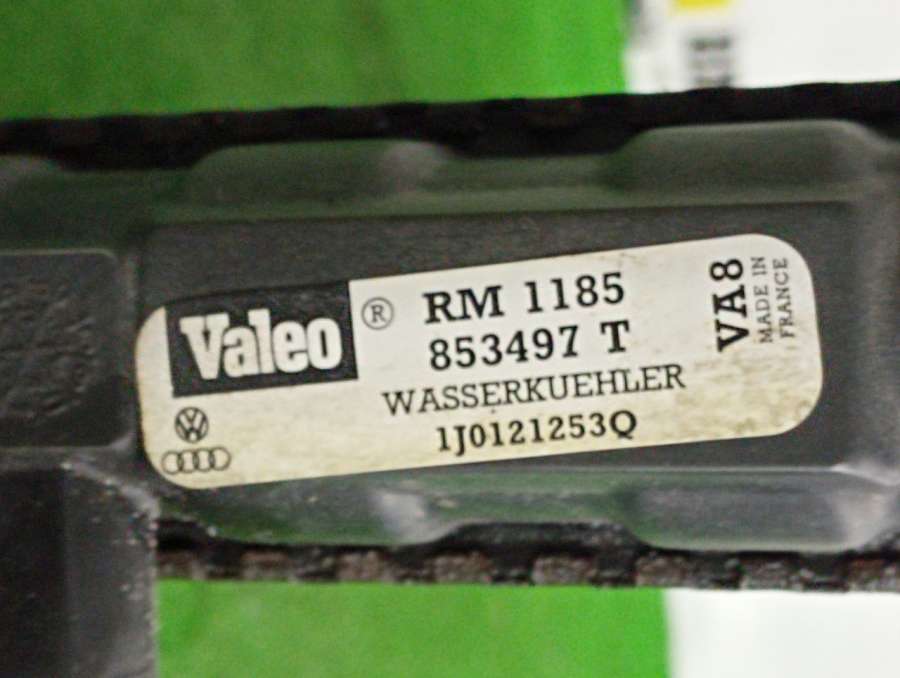 Valeo ® RM 1185
853497 T
WASSERKUEHLER
1J0121253Q
VA8
MADE IN
FRANCE